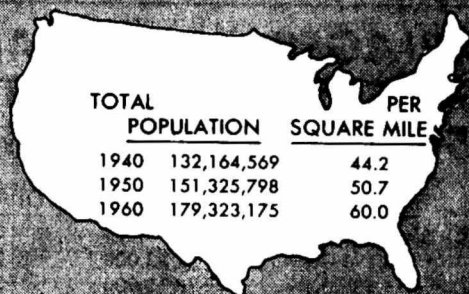 TOTAL PER
POPULATION SQUARE MILE
1940 132,164,569 44.2
1950 151,325,798 50.7
1960 179,323,175 60.0